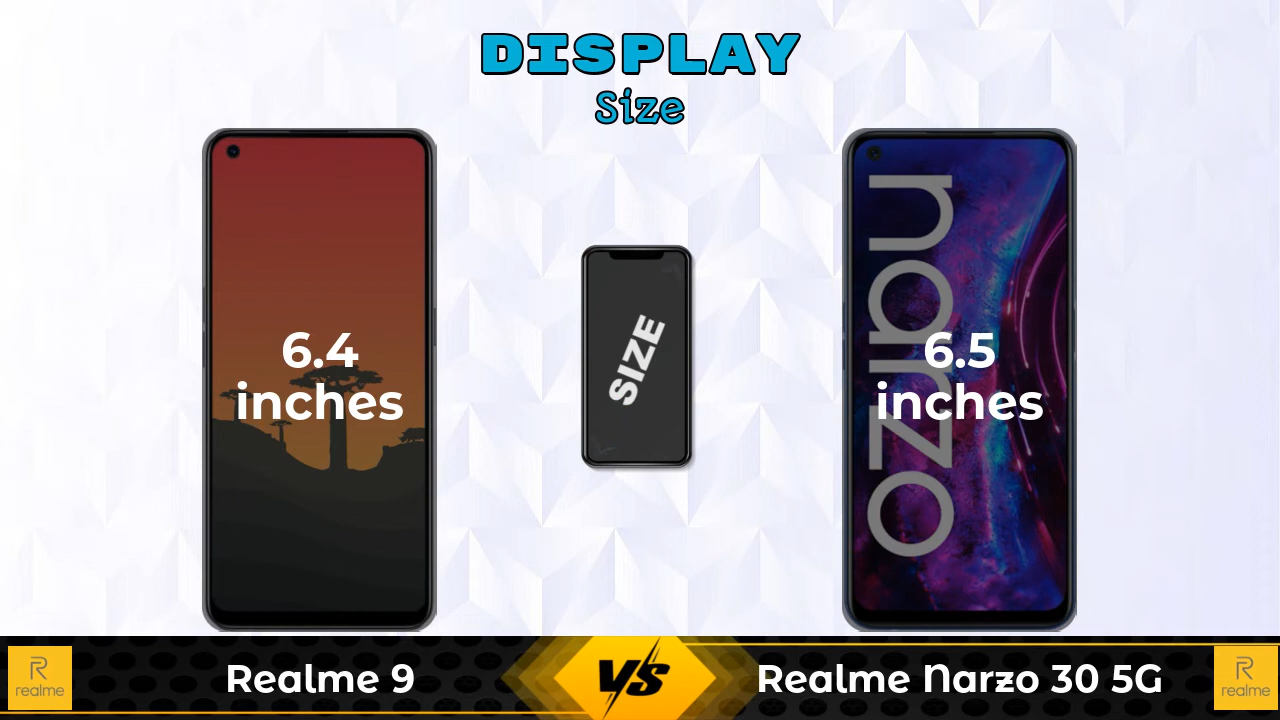 DISPLAY
Size
6.4
inches
SIZE
narzo
6.5
inches
R
realme
Realme 9
VS
Realme Narzo 30 5G
R
realme